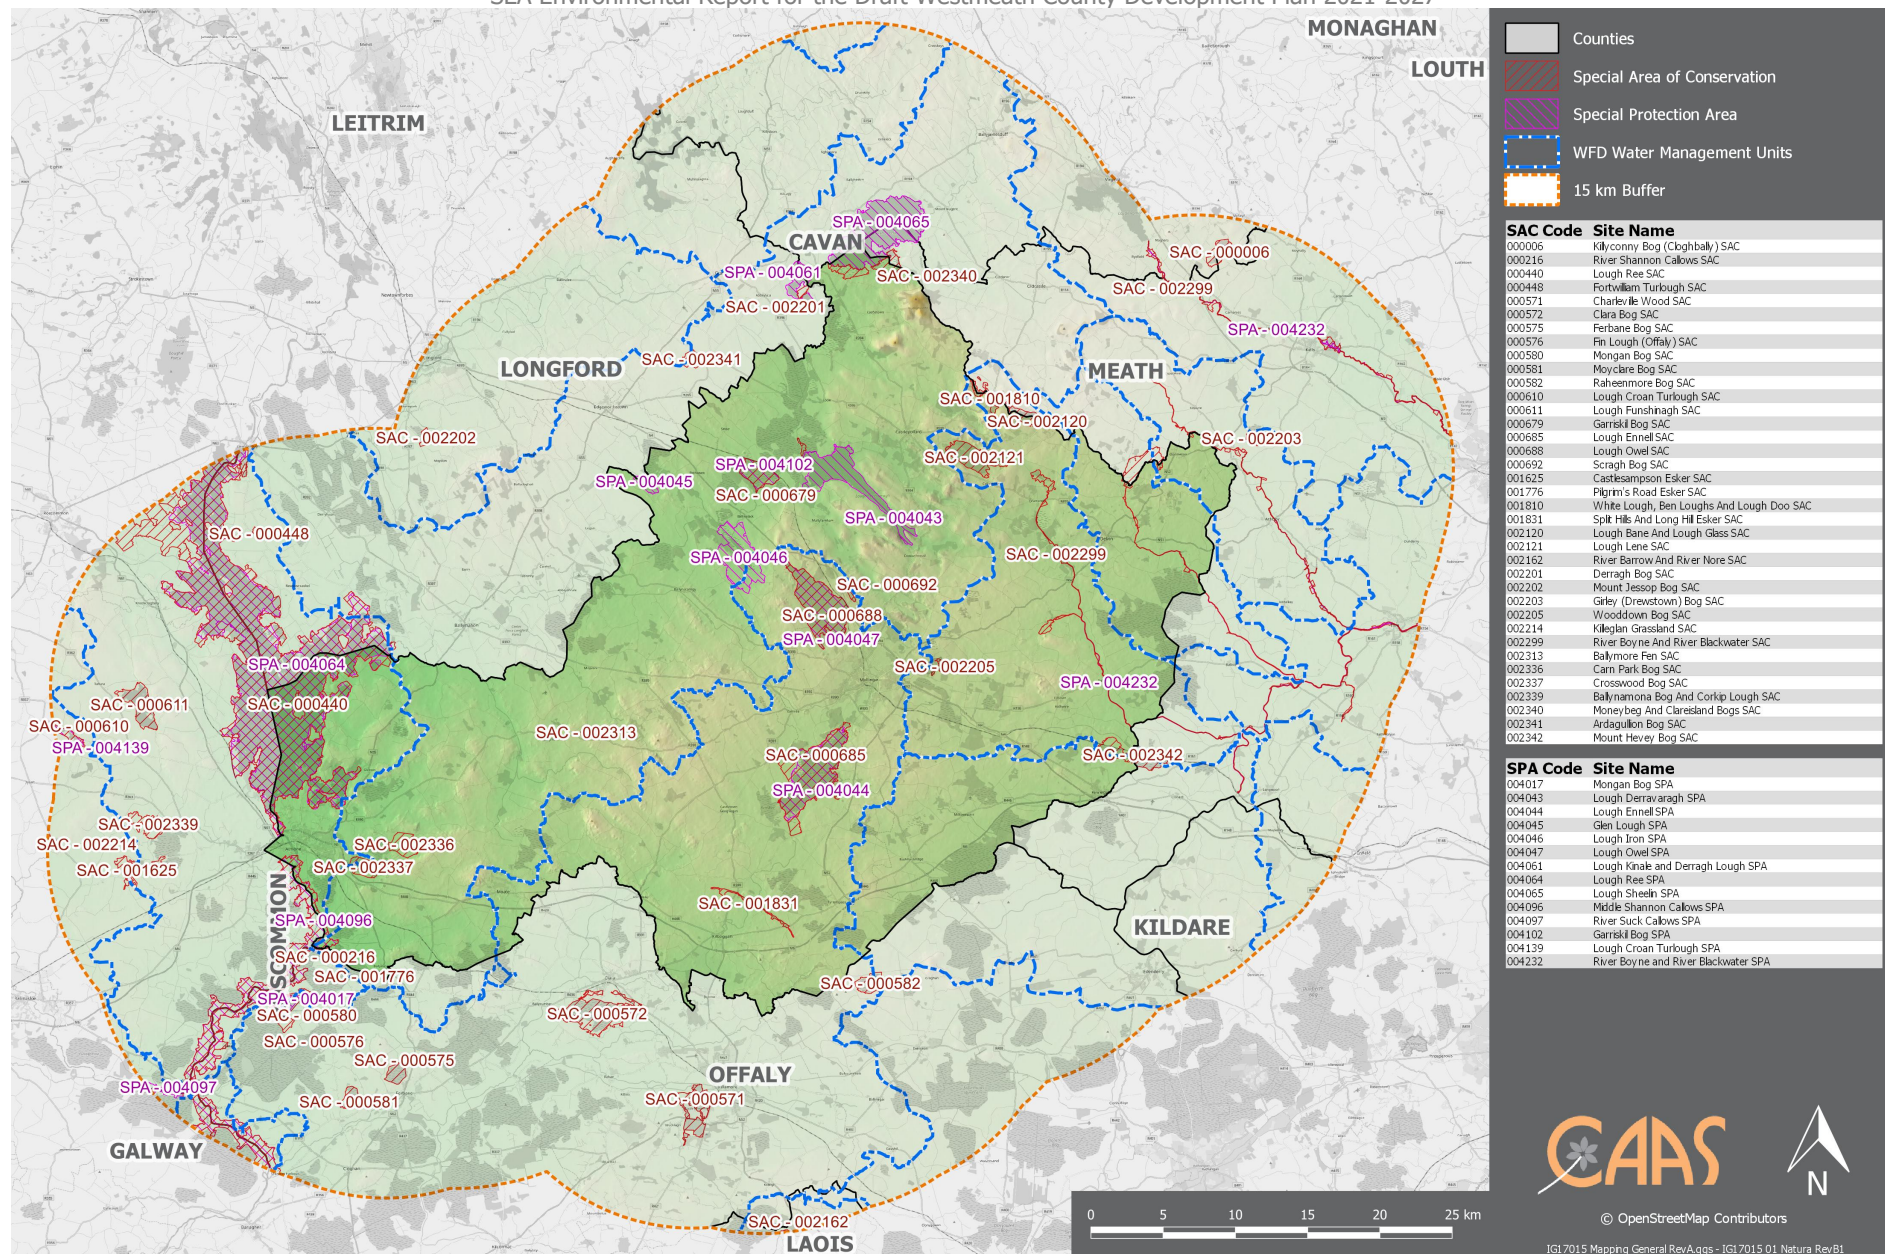 SEA Environmental Report for the Draft Westmeath County Development Plan 2021-2027
MONAGHAN
LOUTH
LEITRIM
SPA - 004065
CAVAN
SAC - 000006
SPA - 004061
SAC - 002340
SAC - 002299
SAC - 002201
SPA - 004232
SAC - 002341
LONGFORD
MEATH
SAC - 001810
SAC - 002120
SAC - 002202
SAC - 002203
SAC - 002121
SPA - 004102
SPA - 004045
SAC - 000679
SPA - 004043
SAC - 000448
SPA - 004046
SAC - 002299
SAC - 000692
SAC - 000688
SPA - 004047
SPA - 004064
SAC - 002205
SPA - 004232
SAC - 000611
SAC - 000440
SAC - 000610
SAC - 002313
SPA - 004139
SAC - 000685
SAC - 002342
SPA - 004044
SAC - 002339
SAC - 002214
SAC - 002336
SAC - 001625
SAC - 002337
SAC - 001831
SCOMMON
SPA - 004096
KILDARE
SAC - 000216
SAC - 001776
SAC - 000582
SPA - 004017
SAC - 000580
SAC - 000572
SAC - 000576
SAC - 000575
OFFALY
SPA - 004097
SAC - 000581
SAC - 000571
GALWAY
SAC - 002162
LAOIS
0 5 10 15 20 25 km
Counties
Special Area of Conservation
Special Protection Area
WFD Water Management Units
15 km Buffer
SAC Code Site Name
000006 Killyconny Bog (Cloghbally) SAC
000216 River Shannon Callows SAC
000440 Lough Ree SAC
000448 Fortwilliam Turlough SAC
000571 Charleville Wood SAC
000572 Clara Bog SAC
000575 Ferbane Bog SAC
000576 Fin Lough (Offaly) SAC
000580 Mongan Bog SAC
000581 Moyclare Bog SAC
000582 Raheenmore Bog SAC
000610 Lough Croan Turlough SAC
000611 Lough Funshinagh SAC
000679 Garriskil Bog SAC
000685 Lough Ennell SAC
000688 Lough Owel SAC
000692 Scragh Bog SAC
001625 Castlesampson Esker SAC
001776 Pilgrim's Road Esker SAC
001810 White Lough, Ben Loughs And Lough Doo SAC
001831 Split Hills And Long Hill Esker SAC
002120 Lough Bane And Lough Glass SAC
002121 Lough Lene SAC
002162 River Barrow And River Nore SAC
002201 Derragh Bog SAC
002202 Mount Jessop Bog SAC
002203 Girley (Drewstown) Bog SAC
002205 Wooddown Bog SAC
002214 Killeglan Grassland SAC
002299 River Boyne And River Blackwater SAC
002313 Ballymore Fen SAC
002336 Carn Park Bog SAC
002337 Crosswood Bog SAC
002339 Ballynamona Bog And Corkip Lough SAC
002340 Moneybeg And Clareisland Bogs SAC
002341 Ardagullion Bog SAC
002342 Mount Hevey Bog SAC
SPA Code Site Name
004017 Mongan Bog SPA
004043 Lough Derravaragh SPA
004044 Lough Ennell SPA
004045 Glen Lough SPA
004046 Lough Iron SPA
004047 Lough Owel SPA
004061 Lough Kinale and Derragh Lough SPA
004064 Lough Ree SPA
004065 Lough Sheelin SPA
004096 Middle Shannon Callows SPA
004097 River Suck Callows SPA
004102 Garriskil Bog SPA
004139 Lough Croan Turlough SPA
004232 River Boyne and River Blackwater SPA
CAAS
N
© OpenStreetMap Contributors
IG17015 Mapping General RevA.qgs - IG17015 01 Natura RevB1